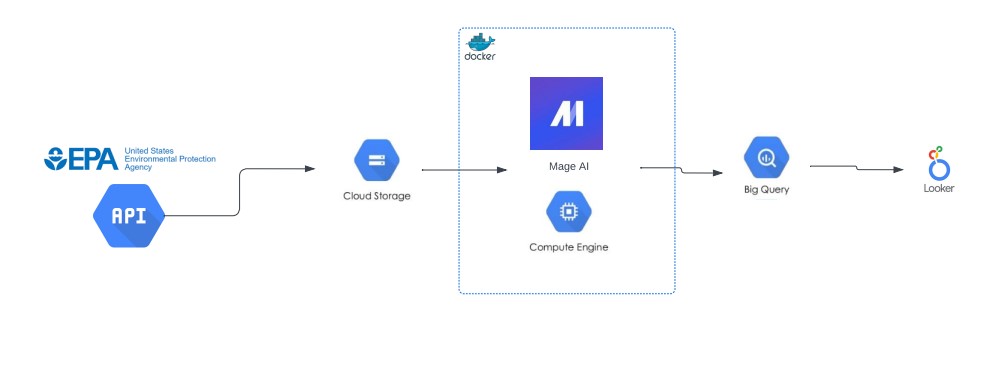 docker
EPA
United States
Environmental Protection
Agency
API
Cloud Storage
Mage AI
Compute Engine
Big Query
Looker